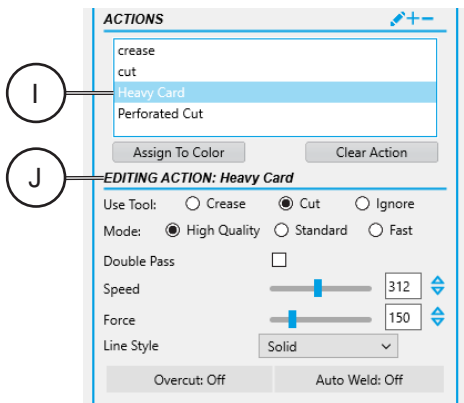 ACTIONS
crease
cut
I
Heavy Card
Perforated Cut
Assign To Color Clear Action
J
EDITING ACTION: Heavy Card
Use Tool: Crease Cut Ignore
Mode: High Quality Standard Fast
Double Pass
Speed 312
Force 150
Line Style Solid
Overcut: Off Auto Weld: Off